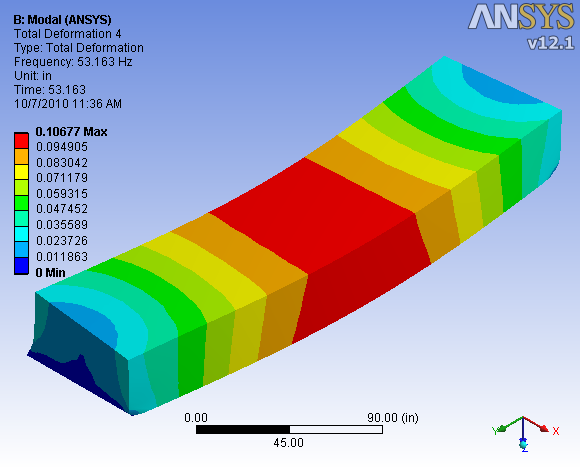 B: Modal (ANSYS)
Total Deformation 4
Type: Total Deformation
Frequency: 53.163 Hz
Unit: in
Time: 53.163
10/7/2010 11:36 AM
ANSYS
v12.1
0.10677 Max
0.094905
0.083042
0.071179
0.059315
0.047452
0.035589
0.023726
0.011863
0 Min
0.00 90.00 (in)
45.00
Y X
Z